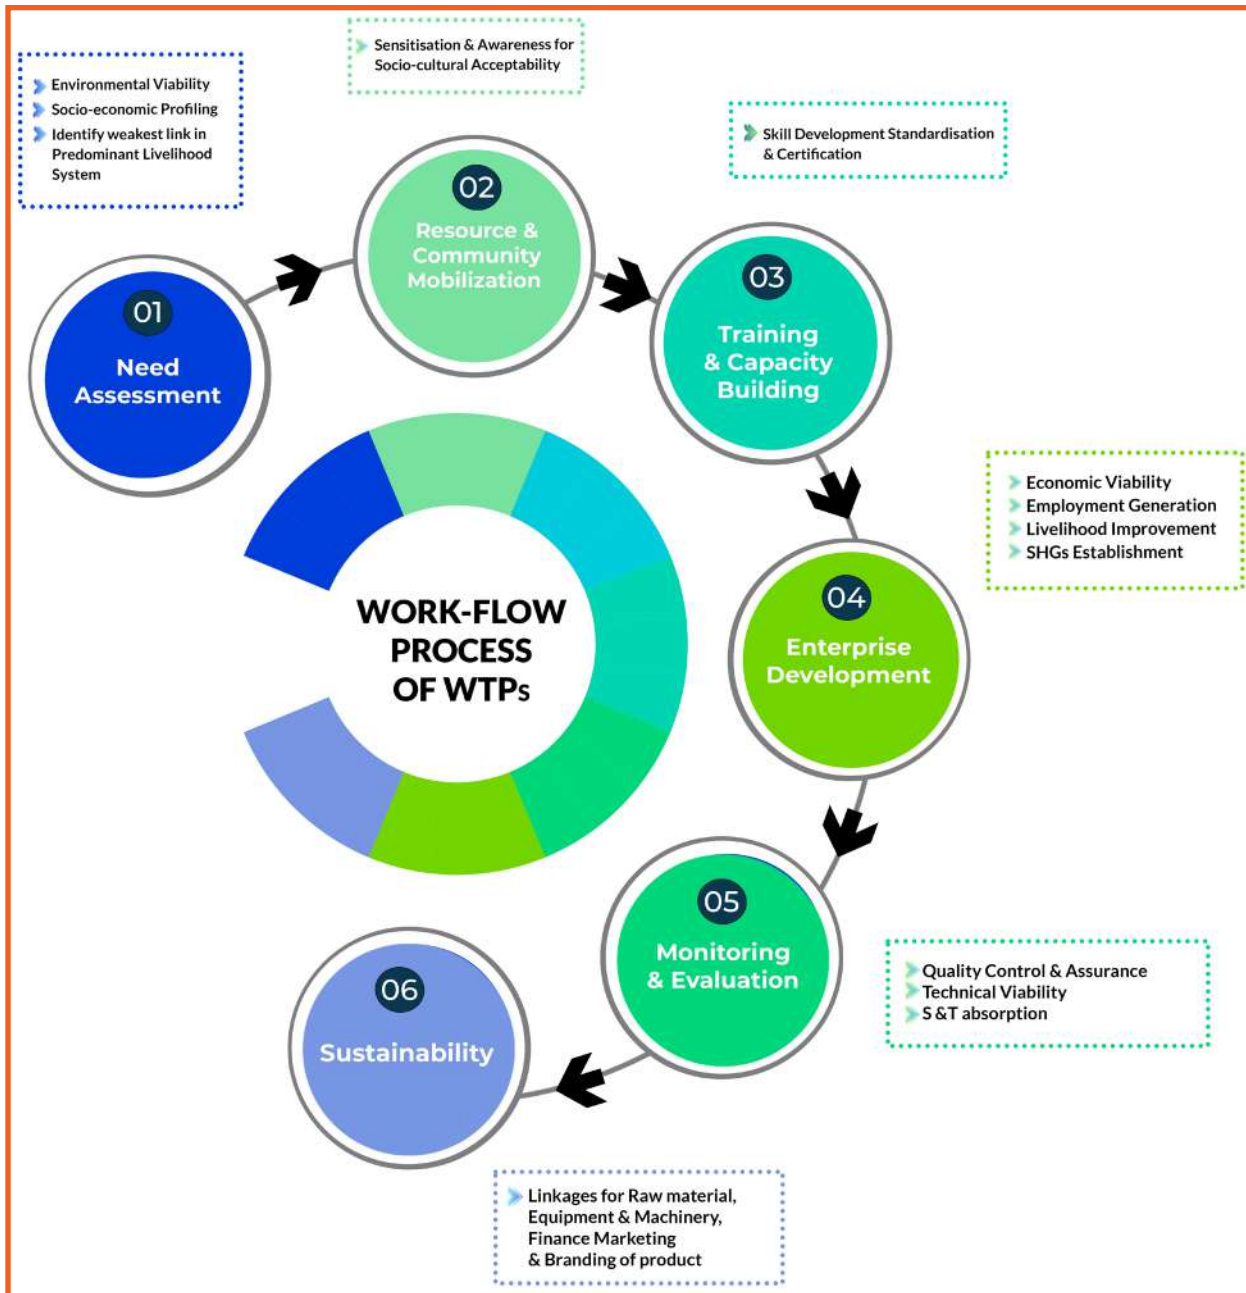 Environmental Viability
Socio-economic Profiling
Identify weakest link in
Predominant Livelihood
System
01
Need
Assessment
Sensitisation & Awareness for
Socio-cultural Acceptability
02
Resource &
Community
Mobilization
Skill Development Standardisation
& Certification
03
Training
& Capacity
Building
Economic Viability
Employment Generation
Livelihood Improvement
SHGs Establishment
04
Enterprise
Development
WORK-FLOW
PROCESS
OF WTPs
05
Monitoring
& Evaluation
Quality Control & Assurance
Technical Viability
S &T absorption
06
Sustainability
Linkages for Raw material,
Equipment & Machinery,
Finance Marketing
& Branding of product